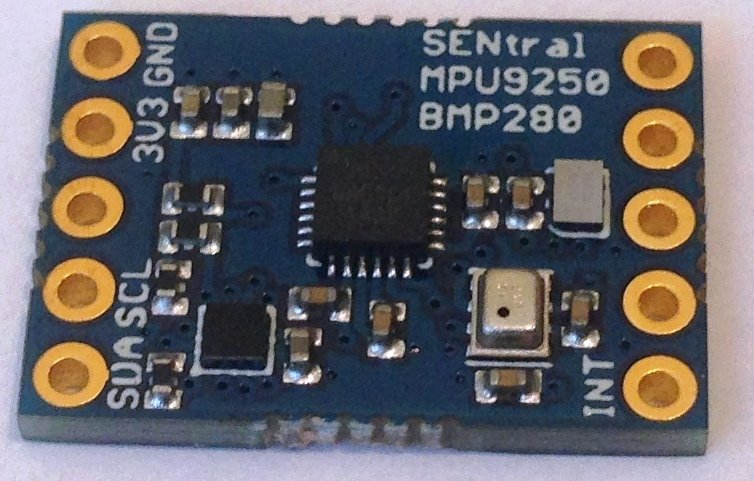 SENtral
MPU9250
BMP280
GND
3V3
SCL
SDA
INT